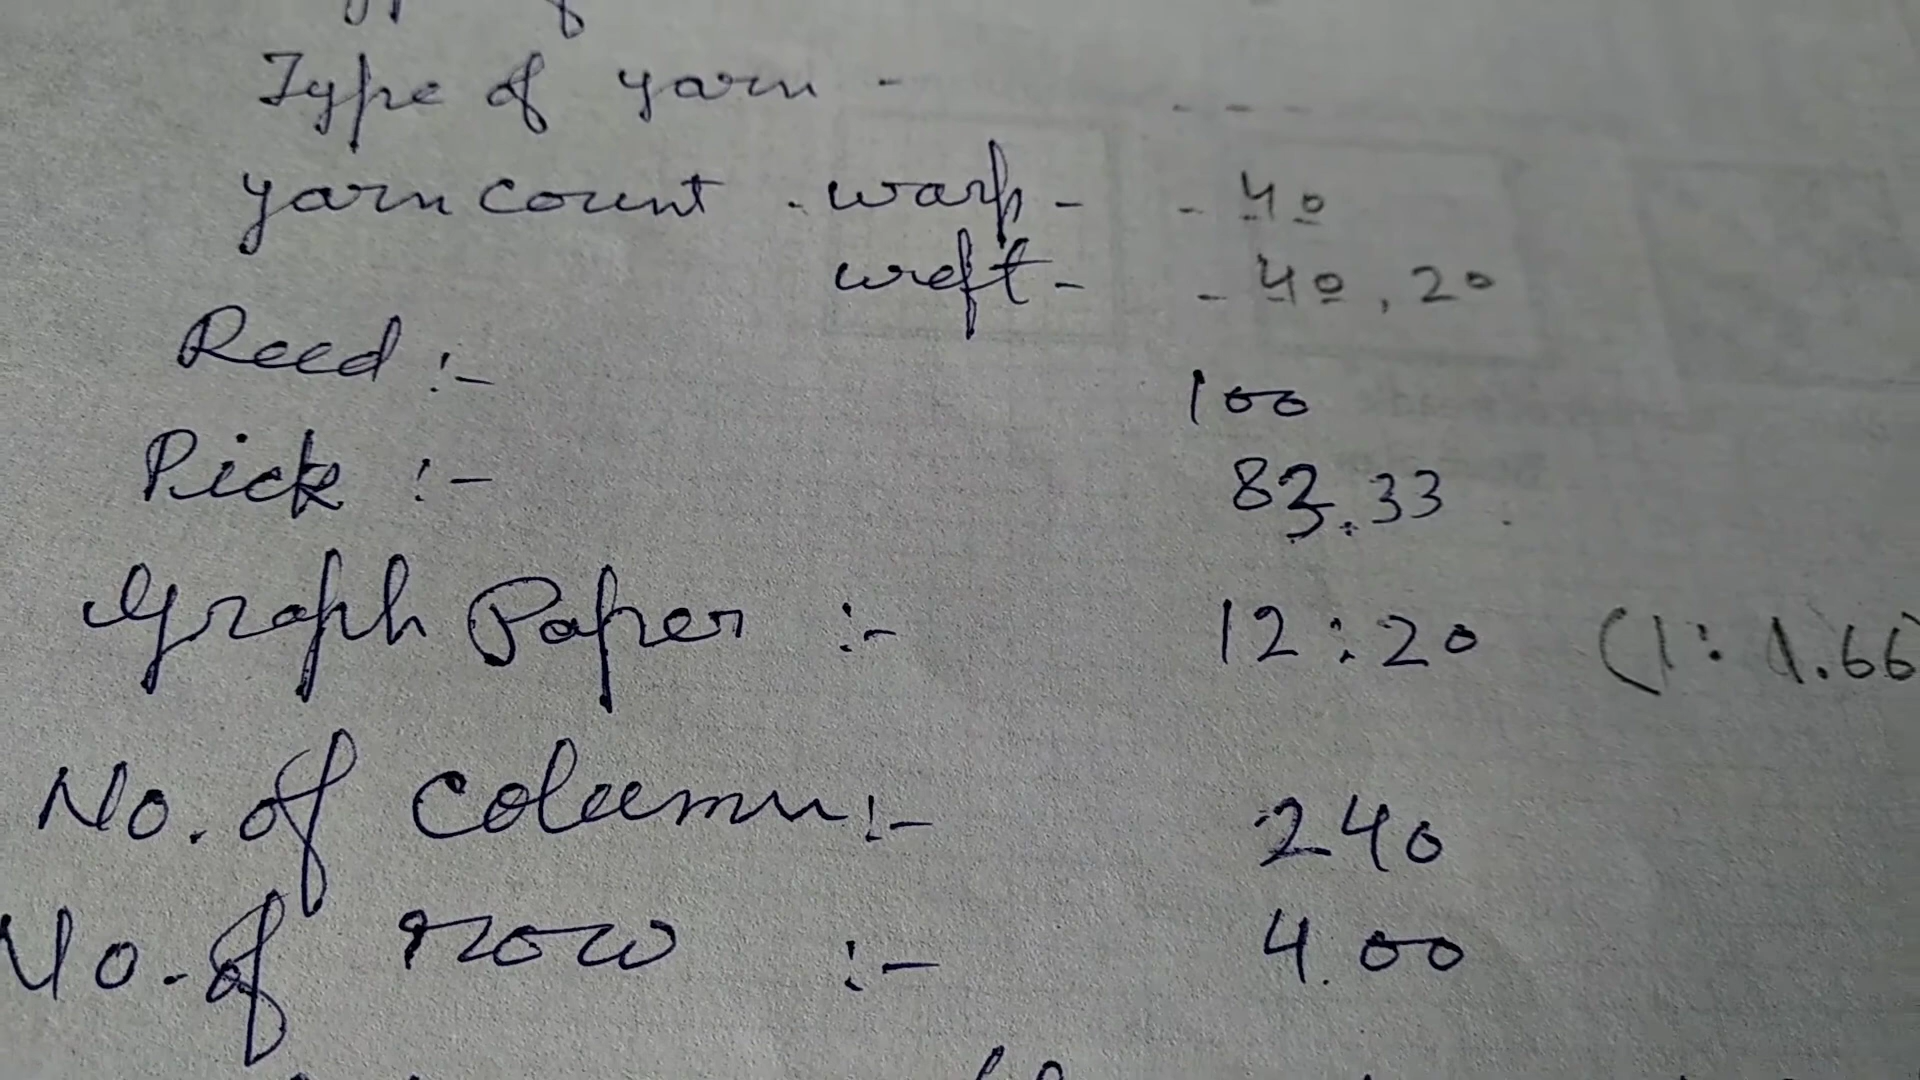 Type of yarn - - - -
yarn count . warp - - 40
weft - - 40, 20
Reed :- 100
Pick :- 83.33
Graph Paper :- 12:20 (1: 1.66
No. of column :- 240
No. of row :- 4.00